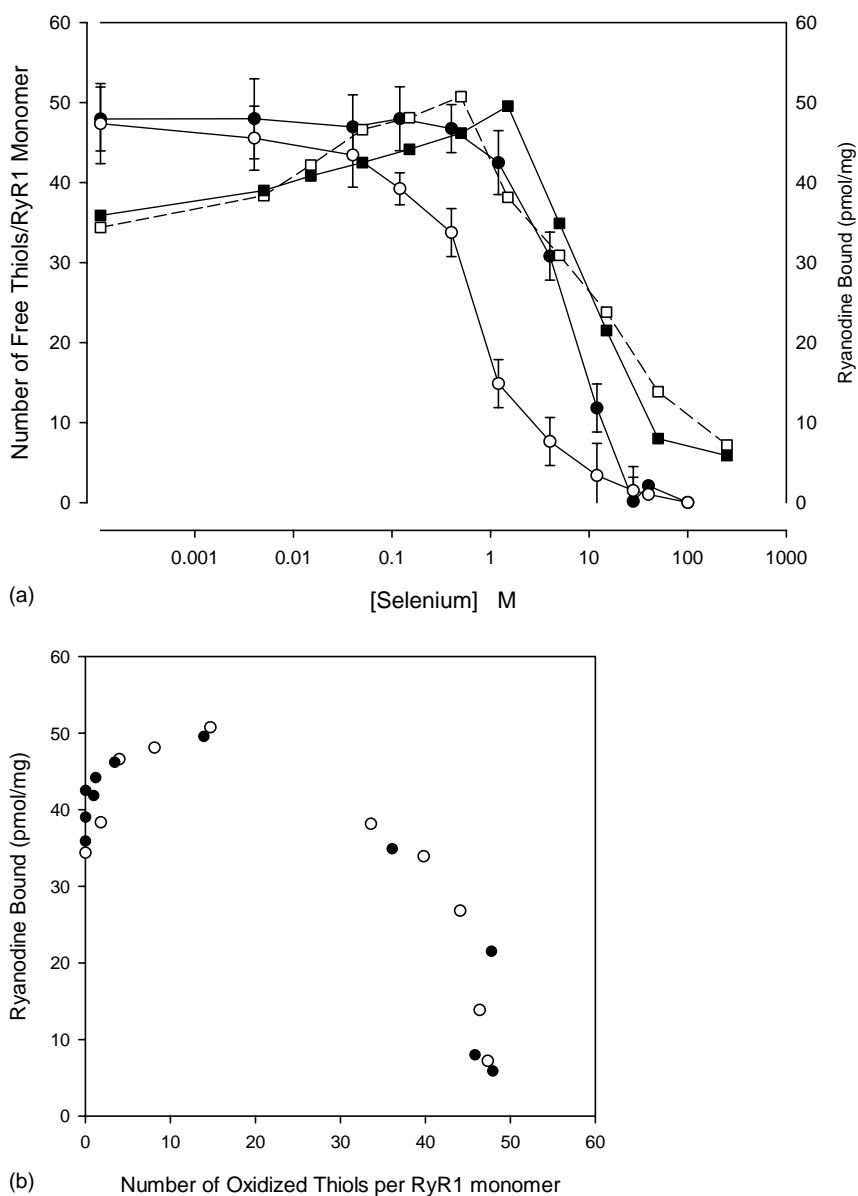 60
50
40
30
20
10
0
Number of Free Thiols/RyR1 Monomer
60
50
40
30
20
10
0
Ryanodine Bound (pmol/mg)
0.001 0.01 0.1 1 10 100 1000
[Selenium] M
(a)
60
50
40
30
20
10
0
Ryanodine Bound (pmol/mg)
0 10 20 30 40 50 60
(b) Number of Oxidized Thiols per RyR1 monomer